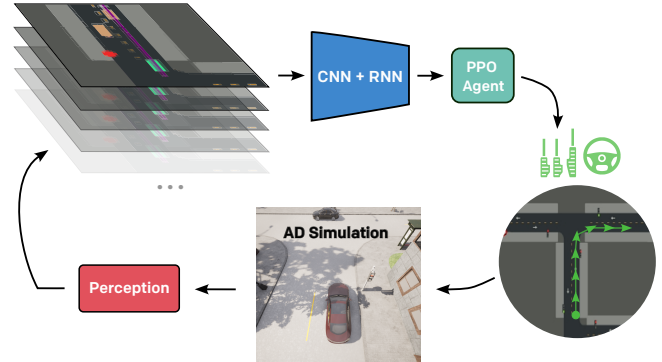 CNN + RNN
PPO
Agent
AD Simulation
Perception